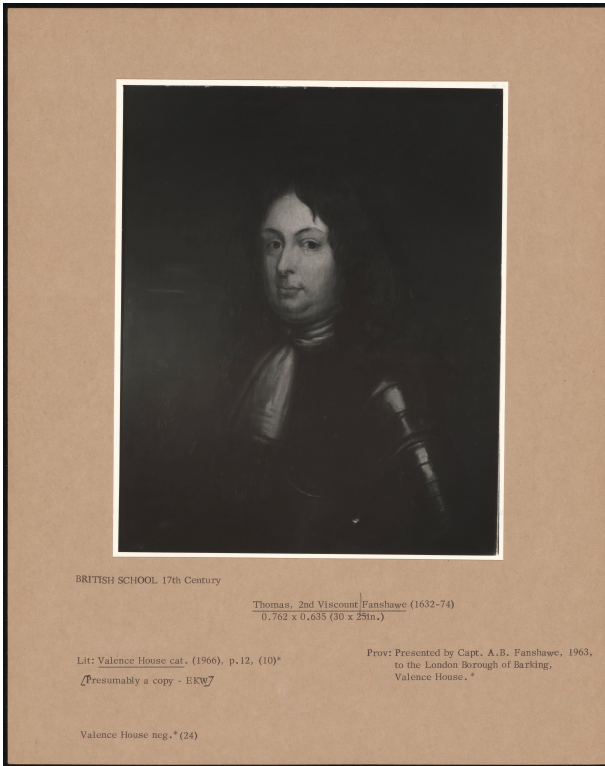 BRITISH SCHOOL 17th Century
Thomas, 2nd Viscount Fanshawe (1632-74)
0.762 x 0.635 (30 x 25in.)
Lit: Valence House cat. (1966), p.12, (10)*
[Presumably a copy - EKW]
Prov: Presented by Capt. A.B. Fanshawe, 1963,
to the London Borough of Barking,
Valence House.*
Valence House neg.*(24)